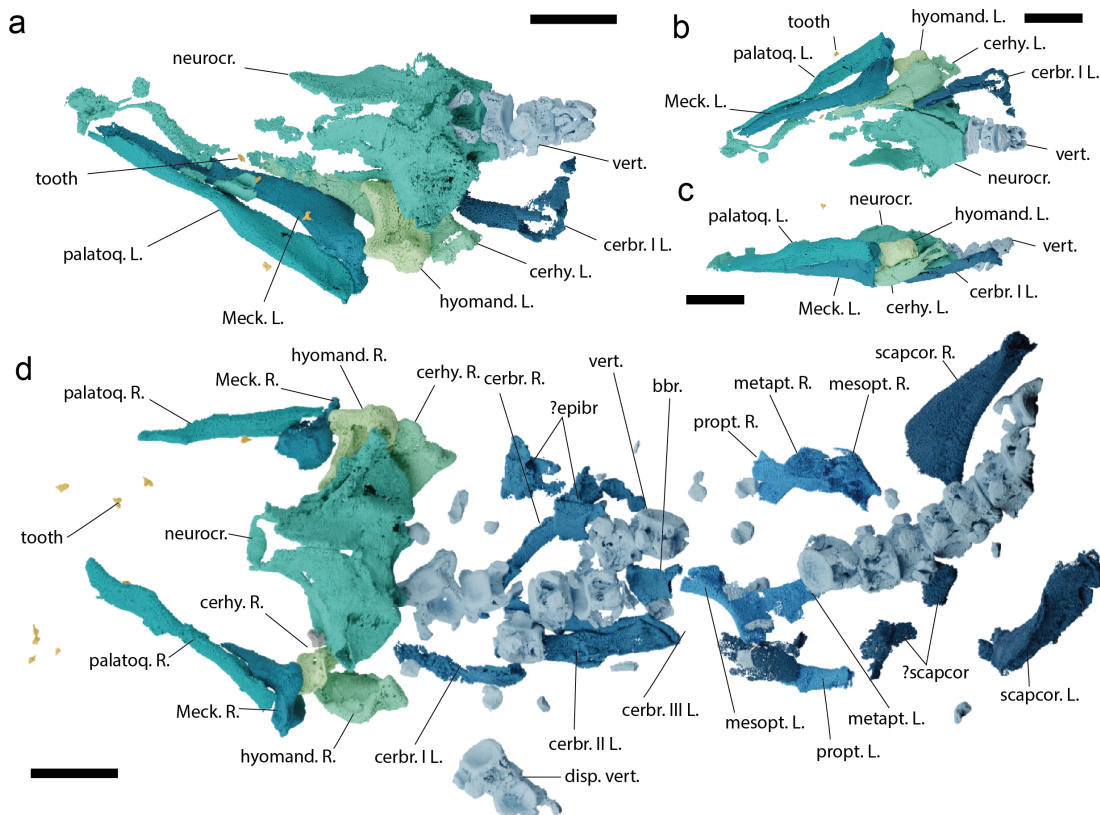 a
neurocr.
tooth
palatoq. L.
Meck. L.
hyomand. L.
cerhy. L.
cerbr. I L.
vert.
b
tooth
hyomand. L.
palatoq. L.
cerhy. L.
cerbr. I L.
Meck. L.
vert.
neurocr.
c
neurocr.
palatoq. L.
hyomand. L.
vert.
Meck. L.
cerhy. L.
cerbr. I L.
d
hyomand. R.
Meck. R.
palatoq. R.
cerhy. R.
cerbr. R.
?epibr
vert.
bbr.
metapt. R.
mesopt. R.
propt. R.
scapcor. R.
tooth
neurocr.
cerhy. R.
palatoq. R.
Meck. R.
hyomand. R.
cerbr. I L.
cerbr. II L.
disp. vert.
cerbr. III L.
mesopt. L.
propt. L.
metapt. L.
?scapcor
scapcor. L.